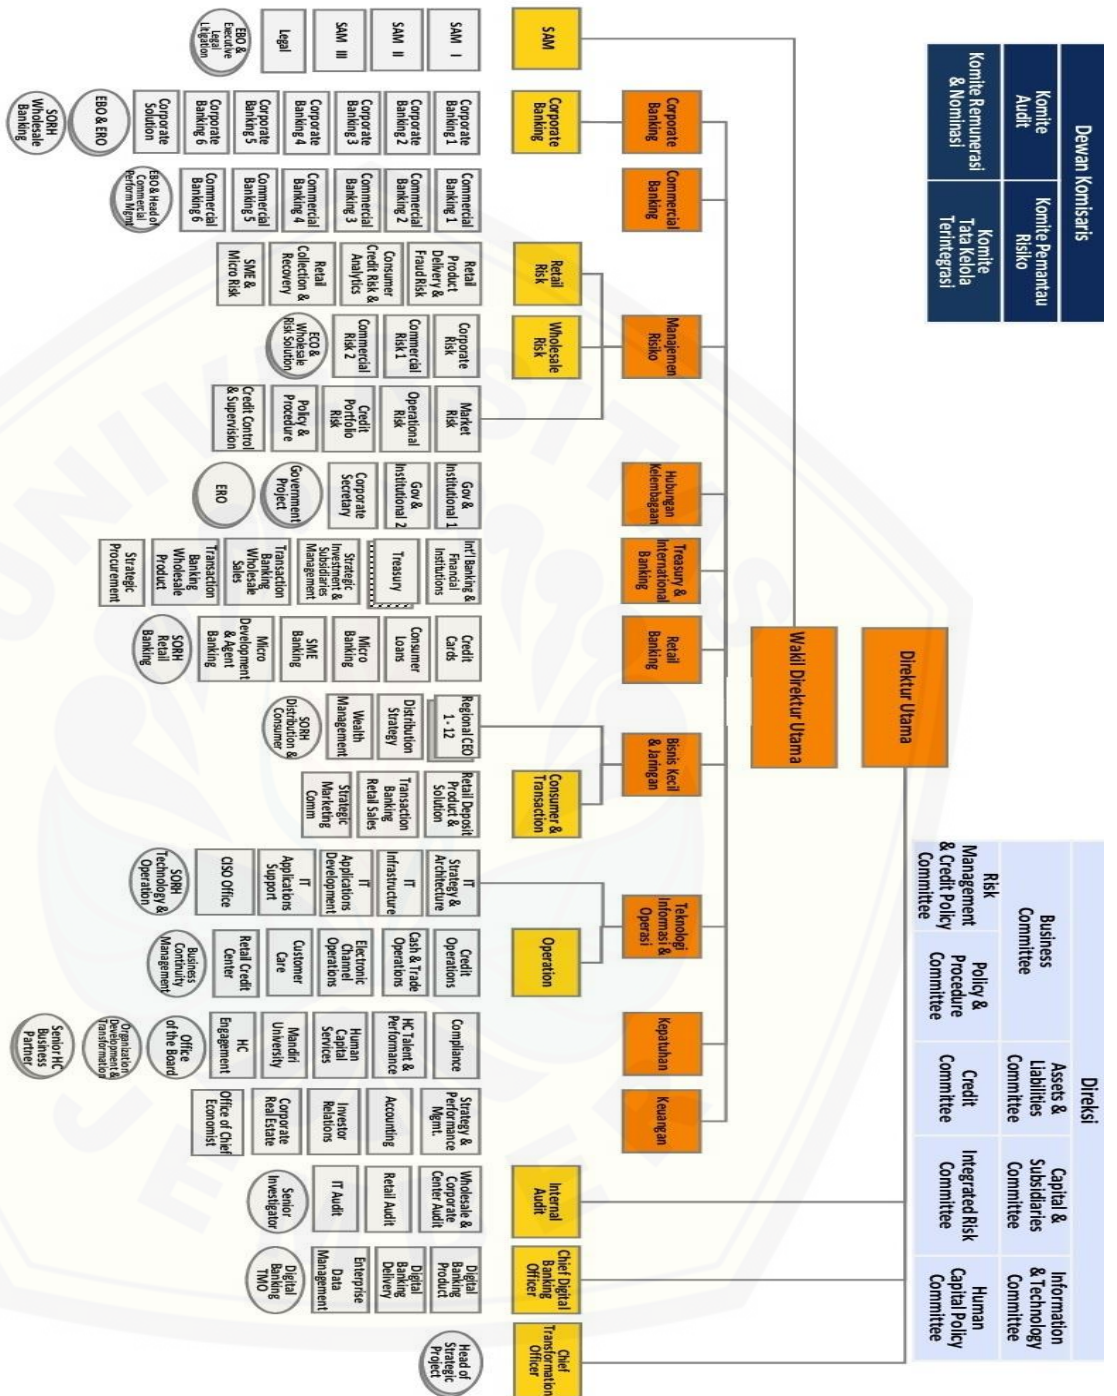 Dewan Komisaris
Komite
Audit
Komite Pemantau
Risiko
Komite Remunerasi
& Nominasi
Komite
Tata Kelola
Terintegrasi
Direksi
Business
Committee
Assets &
Liabilities
Committee
Capital &
Subsidiaries
Committee
Information
& Technology
Committee
Risk
Management
& Credit Policy
Committee
Policy &
Procedure
Committee
Credit
Committee
Integrated Risk
Committee
Human
Capital Policy
Committee
Direktur Utama
Wakil Direktur Utama
Corporate
Banking
Commercial
Banking
Manajemen
Risiko
Hubungan
Kelembagaan
Treasury &
International
Banking
Retail
Banking
Bisnis Kecil
& Jaringan
Teknologi
Informasi &
Operasi
Kepatuhan
Keuangan
SAM
Corporate
Banking
Retail
Risk
Wholesale
Risk
Consumer &
Transaction
Operation
Internal
Audit
Chief Digital
Banking
Officer
Chief
Transformation
Officer
SAM I
SAM II
SAM III
Legal
EBO &
Executive
Legal
Litigation
Corporate
Banking 1
Corporate
Banking 2
Corporate
Banking 3
Corporate
Banking 4
Corporate
Banking 5
Corporate
Banking 6
Corporate
Solution
EBO & ERO
SORH
Wholesale
Banking
Commercial
Banking 1
Commercial
Banking 2
Commercial
Banking 3
Commercial
Banking 4
Commercial
Banking 5
Commercial
Banking 6
EBO & Head of
Commercial
Perform Mgmt
Retail
Product
Delivery &
Fraud Risk
Consumer
Credit Risk &
Analytics
Retail
Collection &
Recovery
SME &
Micro Risk
Corporate
Risk
Commercial
Risk 1
Commercial
Risk 2
ECO &
Wholesale
Risk Solution
Market
Risk
Operational
Risk
Credit
Portfolio
Risk
Policy &
Procedure
Credit Control
& Supervision
Gov &
Institutional 1
Gov &
Institutional 2
Corporate
Secretary
Government
Project
ERO
Int'l Banking &
Financial
Institutions
Treasury
Strategic
Investment &
Subsidiaries
Management
Transaction
Banking
Wholesale
Sales
Transaction
Banking
Wholesale
Product
Strategic
Procurement
Credit
Cards
Consumer
Loans
Micro
Banking
SME
Banking
Micro
Development
& Agent
Banking
SORH
Retail
Banking
Regional CEO
1 - 12
Distribution
Strategy
Wealth
Management
SORH
Distribution &
Consumer
Retail Deposit
Product &
Solution
Transaction
Banking
Retail Sales
Strategic
Marketing
Comm
IT
Strategy &
Architecture
IT
Infrastructure
IT
Applications
Development
IT
Applications
Support
CISO Office
SORH
Technology &
Operation
Credit
Operations
Cash & Trade
Operations
Electronic
Channel
Operations
Customer
Care
Retail Credit
Center
Business
Continuity
Management
Compliance
HC Talent &
Performance
Human
Capital
Services
Mandiri
University
HC
Engagement
Office
of the Board
Organization
Development &
Transformation
Senior HC
Business
Partner
Strategy &
Performance
Mgmt.
Accounting
Investor
Relations
Corporate
Real Estate
Office of Chief
Economist
Wholesale &
Corporate
Center Audit
Retail Audit
IT Audit
Senior
Investigator
Digital
Banking
Product
Digital
Banking
Delivery
Enterprise
Data
Management
Digital
Banking
TMO
Head of
Strategic
Project
UNIVERSITAS
JEMBER